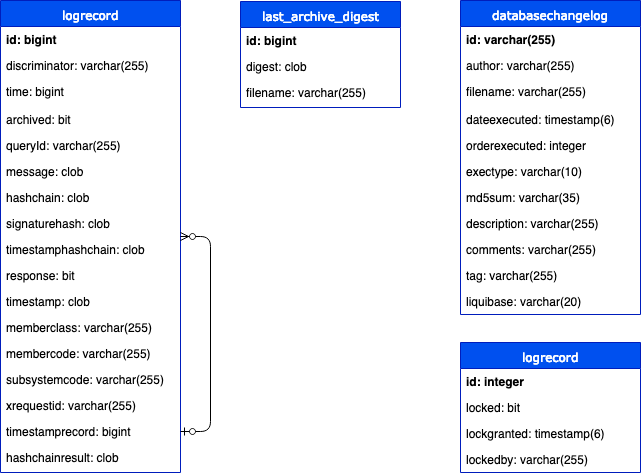 logrecord
id: bigint
discriminator: varchar(255)
time: bigint
archived: bit
queryId: varchar(255)
message: clob
hashchain: clob
signaturehash: clob
timestamphashchain: clob
response: bit
timestamp: clob
memberclass: varchar(255)
membercode: varchar(255)
subsystemcode: varchar(255)
xrequestid: varchar(255)
timestamprecord: bigint
hashchainresult: clob
last_archive_digest
id: bigint
digest: clob
filename: varchar(255)
databasechangelog
id: varchar(255)
author: varchar(255)
filename: varchar(255)
dateexecuted: timestamp(6)
orderexecuted: integer
exectype: varchar(10)
md5sum: varchar(35)
description: varchar(255)
comments: varchar(255)
tag: varchar(255)
liquibase: varchar(20)
logrecord
id: integer
locked: bit
lockgranted: timestamp(6)
lockedby: varchar(255)